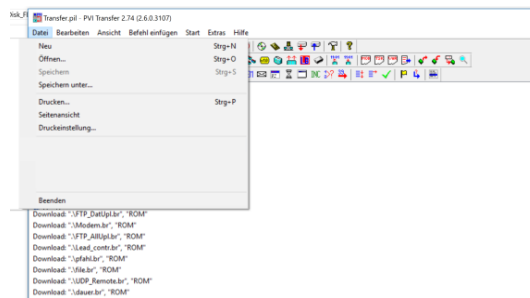 Disk_F
Transfer.pil - PVI Transfer 2.74 (2.6.0.3107)
Datei Bearbeiten Ansicht Befehl einfügen Start Extras Hilfe
Neu Strg+N
Öffnen... Strg+O
Speichern Strg+S
Speichern unter...
Drucken... Strg+P
Seitenansicht
Druckeinstellung...
Beenden
Download: ".\FTP_DatUpl.br", "ROM"
Download: ".\Modem.br", "ROM"
Download: ".\FTP_AllUpl.br", "ROM"
Download: ".\Lead_contr.br", "ROM"
Download: ".\pfahl.br", "ROM"
Download: ".\file.br", "ROM"
Download: ".\UDP_Remote.br", "ROM"
Download: ".\dauer.br", "ROM"